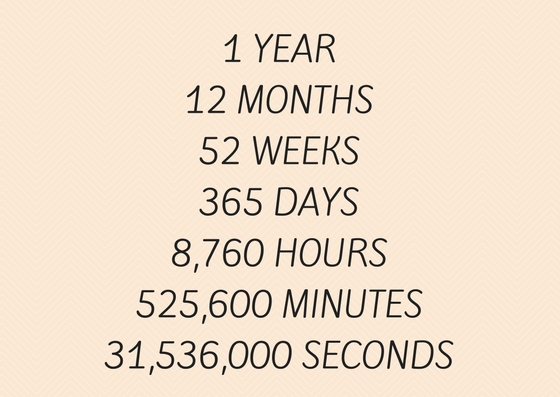 1 YEAR
12 MONTHS
52 WEEKS
365 DAYS
8,760 HOURS
525,600 MINUTES
31,536,000 SECONDS